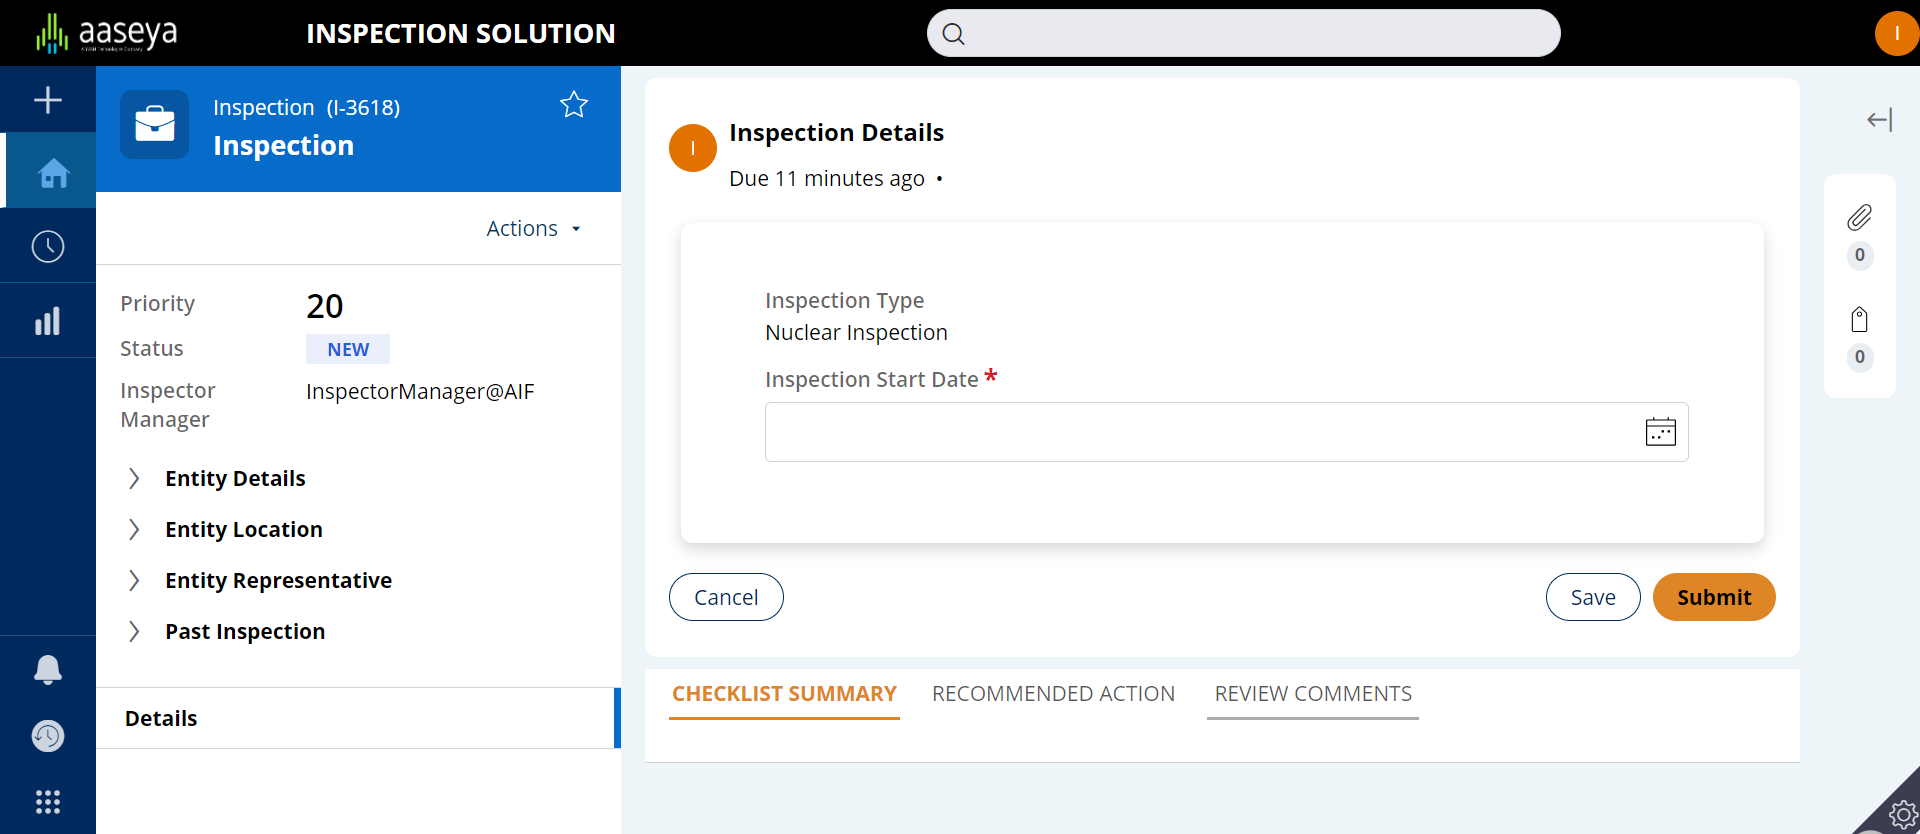 aaseya
INSPECTION SOLUTION
I
Inspection (I-3618)
Inspection
Actions
Priority 20
Status NEW
Inspector Manager InspectorManager@AIF
Entity Details
Entity Location
Entity Representative
Past Inspection
Details
I
Inspection Details
Due 11 minutes ago •
Inspection Type
Nuclear Inspection
Inspection Start Date *
Cancel
Save
Submit
CHECKLIST SUMMARY
RECOMMENDED ACTION
REVIEW COMMENTS
0
0